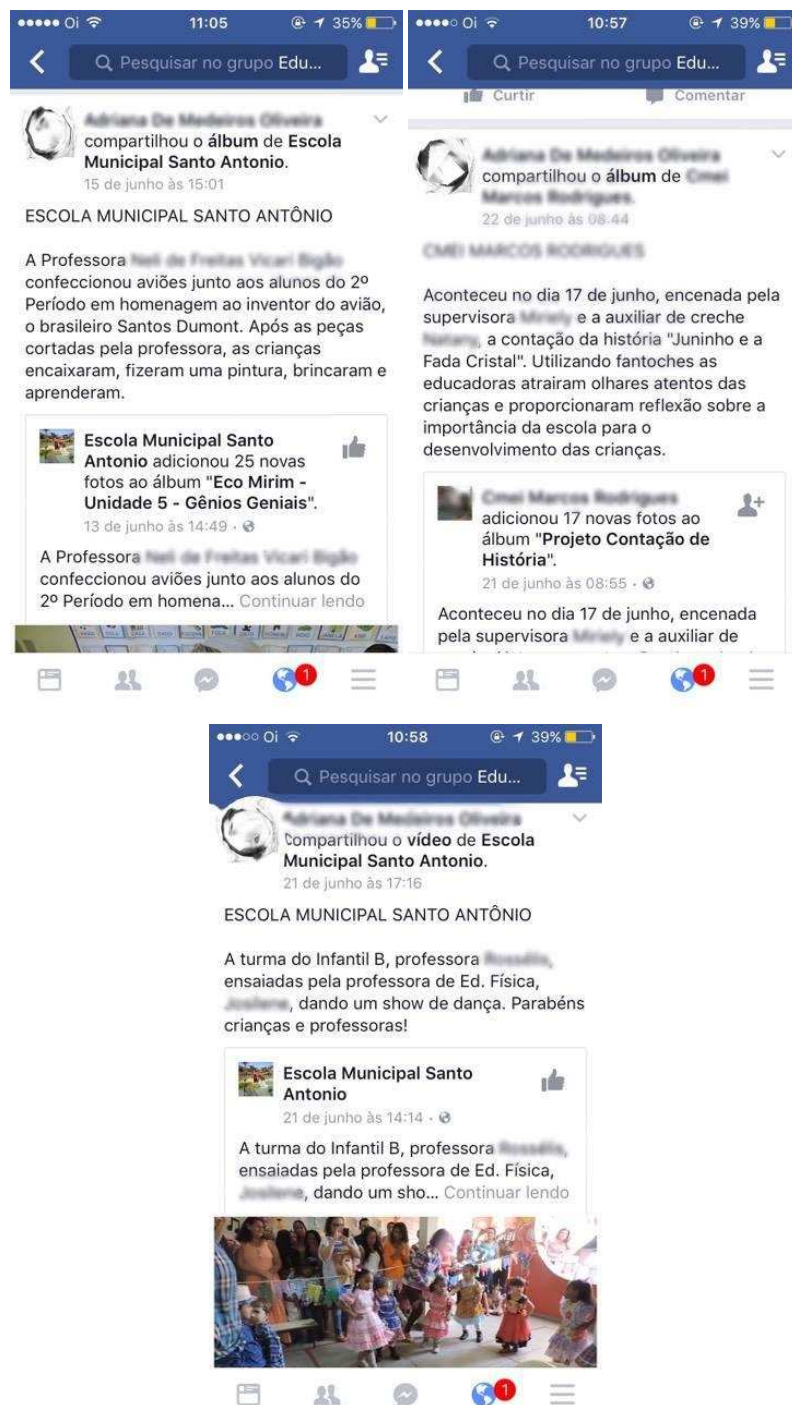 Oi 11:05 35%
Pesquisar no grupo Edu...
compartilhou o álbum de Escola
Municipal Santo Antonio.
15 de junho às 15:01
ESCOLA MUNICIPAL SANTO ANTÔNIO
A Professora
confeccionou aviões junto aos alunos do 2º
Período em homenagem ao inventor do avião,
o brasileiro Santos Dumont. Após as peças
cortadas pela professora, as crianças
encaixaram, fizeram uma pintura, brincaram e
aprenderam.
Escola Municipal Santo
Antonio adicionou 25 novas
fotos ao álbum "Eco Mirim -
Unidade 5 - Gênios Geniais".
13 de junho às 14:49 ·
A Professora
confeccionou aviões junto aos alunos do
2º Período em homena... Continuar lendo
1
Oi 10:57 39%
Pesquisar no grupo Edu...
Curtir Comentar
compartilhou o álbum de
22 de junho às 08:44
Aconteceu no dia 17 de junho, encenada pela
supervisora e a auxiliar de creche
, a contação da história "Juninho e a
Fada Cristal". Utilizando fantoches as
educadoras atrairam olhares atentos das
crianças e proporcionaram reflexão sobre a
importância da escola para o
desenvolvimento das crianças.
adicionou 17 novas fotos ao
álbum "Projeto Contação de
História".
21 de junho às 08:55 ·
Aconteceu no dia 17 de junho, encenada
pela supervisora e a auxiliar de
1
Oi 10:58 39%
Pesquisar no grupo Edu...
compartilhou o vídeo de Escola
Municipal Santo Antonio.
21 de junho às 17:16
ESCOLA MUNICIPAL SANTO ANTÔNIO
A turma do Infantil B, professora
ensaiadas pela professora de Ed. Física,
, dando um show de dança. Parabéns
crianças e professoras!
Escola Municipal Santo
Antonio
21 de junho às 14:14 ·
A turma do Infantil B, professora
ensaiadas pela professora de Ed. Física,
, dando um sho... Continuar lendo
1